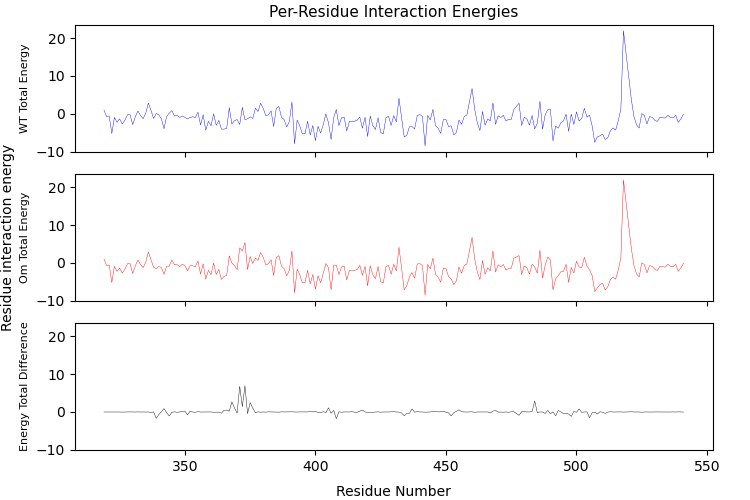 Per-Residue Interaction Energies
Residue interaction energy
WT Total Energy
20
10
0
−10
Om Total Energy
20
10
0
−10
Energy Total Difference
20
10
0
−10
350
400
450
500
550
Residue Number